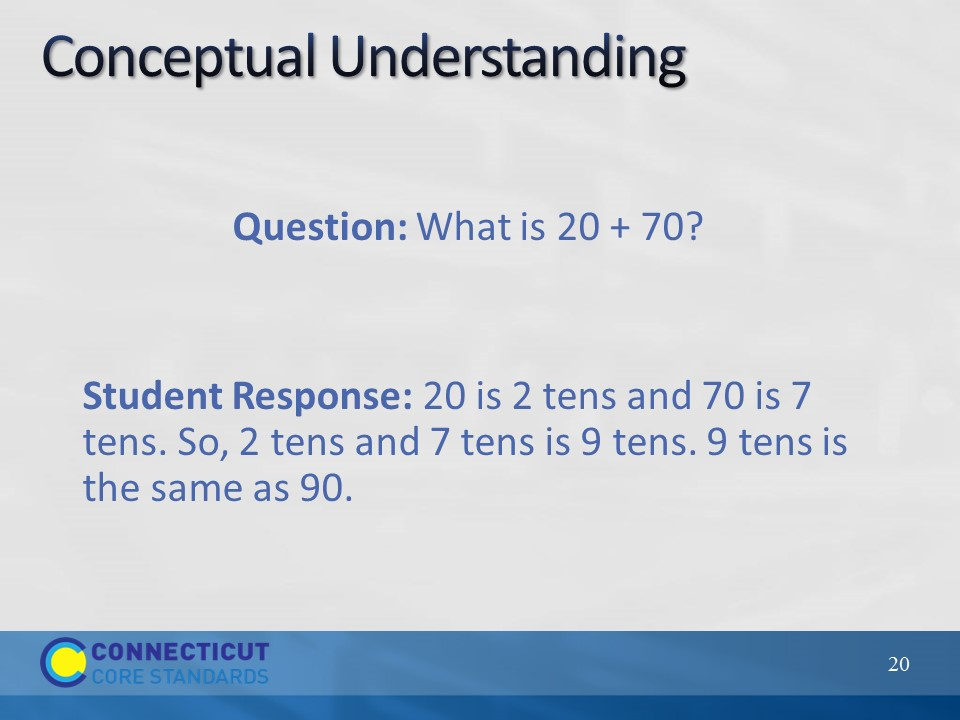 Conceptual Understanding
Question: What is 20 + 70?
Student Response: 20 is 2 tens and 70 is 7
tens. So, 2 tens and 7 tens is 9 tens. 9 tens is
the same as 90.
CONNECTICUT
CORE STANDARDS
20